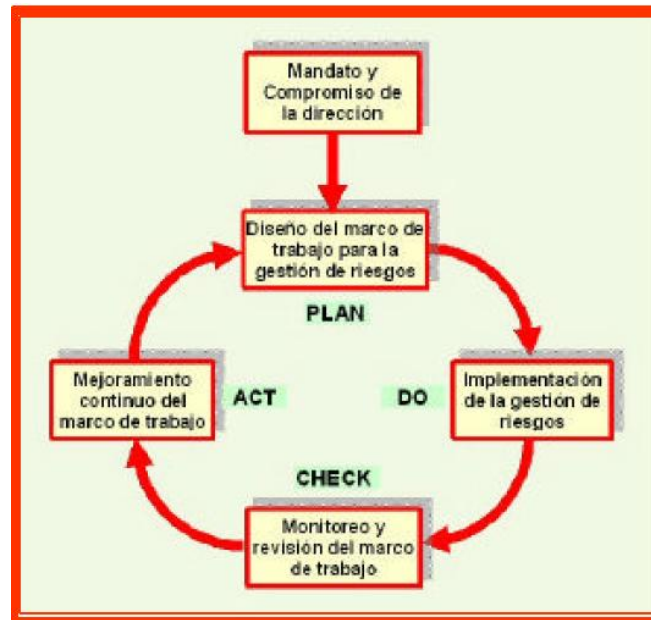 Mandato y
Compromiso de
la dirección
Diseño del marco de
trabajo para la
gestión de riesgos
PLAN
Mejoramiento
continuo del
marco de trabajo
ACT
DO
Implementación
de la gestión de
riesgos
CHECK
Monitoreo y
revisión del marco
de trabajo